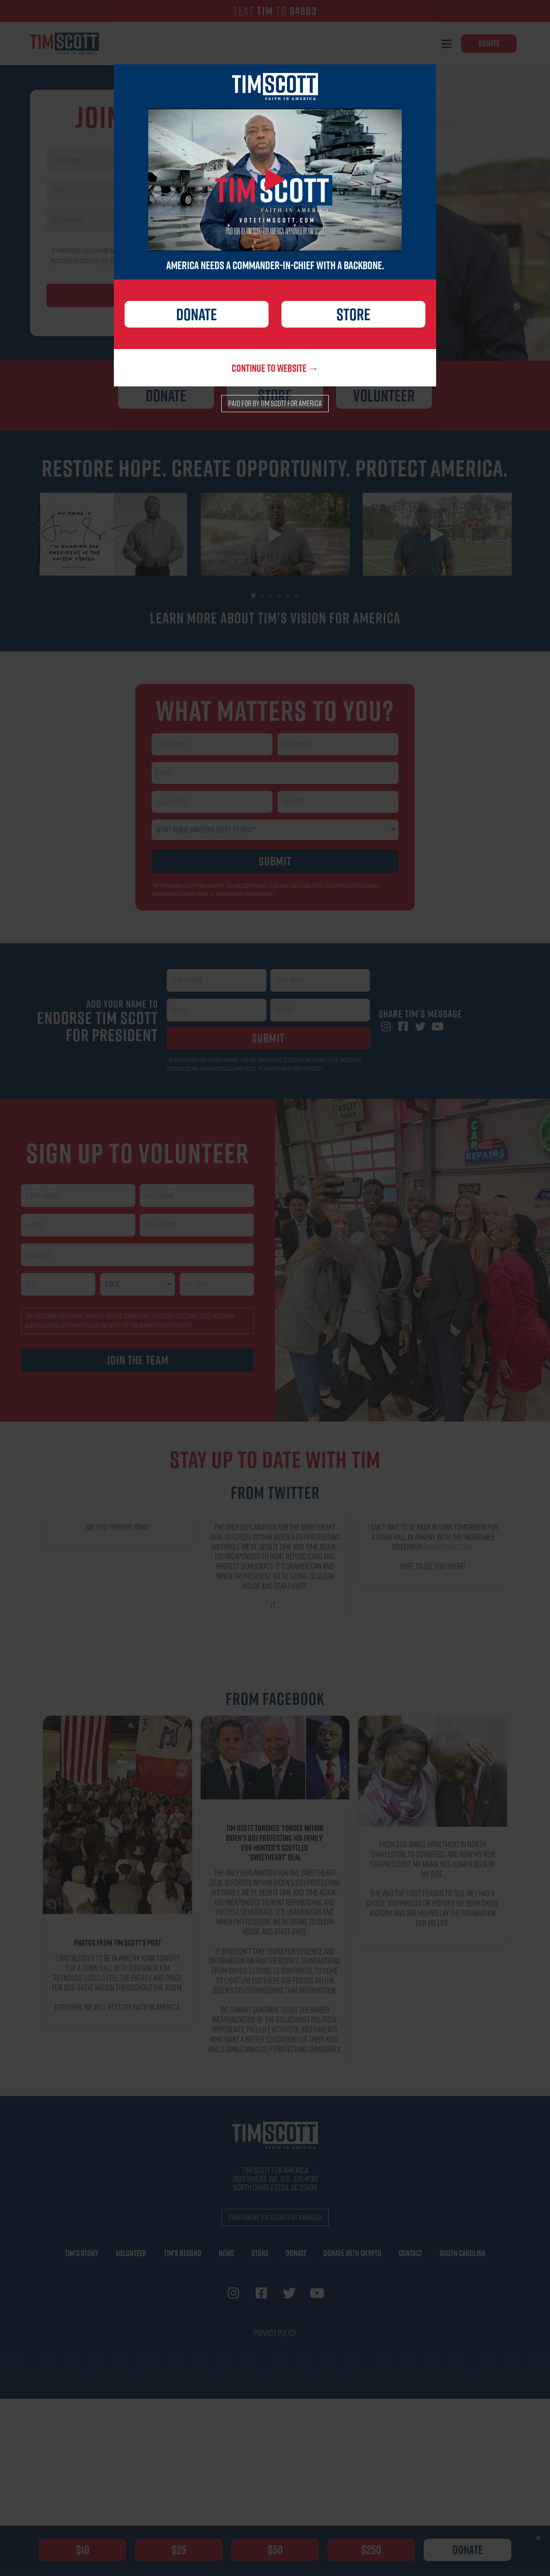 TEXT TIM TO 34883
TIM SCOTT
DONATE
TIM SCOTT
FAITH IN AMERICA
TIM SCOTT
FAITH IN AMERICA
VOTETIMSCOTT.COM
PAID FOR BY TIM SCOTT FOR AMERICA. APPROVED BY TIM SCOTT.
AMERICA NEEDS A COMMANDER-IN-CHIEF WITH A BACKBONE.
DONATE
STORE
CONTINUE TO WEBSITE →
DONATE
STORE
VOLUNTEER
PAID FOR BY TIM SCOTT FOR AMERICA
RESTORE HOPE. CREATE OPPORTUNITY. PROTECT AMERICA.
MY NAME IS
I'M RUNNING FOR
PRESIDENT OF THE
UNITED STATES
LEARN MORE ABOUT TIM'S VISION FOR AMERICA
WHAT MATTERS TO YOU?
FIRST NAME
LAST NAME
EMAIL*
CELL PHONE*
ZIP CODE
WHAT ISSUE MATTERS MOST TO YOU?*
SUBMIT
ADD YOUR NAME TO
ENDORSE TIM SCOTT
FOR PRESIDENT
FIRST NAME
LAST NAME
EMAIL*
PHONE*
SUBMIT
SHARE TIM'S MESSAGE
SIGN UP TO VOLUNTEER
FIRST NAME
LAST NAME
EMAIL*
CELL PHONE*
ADDRESS
CITY
STATE
ZIP CODE
JOIN THE TEAM
KELLY
TIRES
CAR
REPAIRS
STAY UP TO DATE WITH TIM
FROM TWITTER
SEE YOU TONIGHT, IOWA!
THE ONLY EXPLANATION FOR THE SWEETHEART
DEAL IS FORCES WITHIN BIDEN'S DOJ PROTECTING
HIS FAMILY. WE'VE SEEN IT TIME AND TIME AGAIN -
DOJ WEAPONIZED TO HUNT REPUBLICANS AND
PROTECT DEMOCRATS. IT'S UNAMERICAN AND
WHEN I'M PRESIDENT WE'RE GOING TO CLEAN
HOUSE AND START OVER.
IT…
I CAN'T WAIT TO BE BACK IN IOWA TOMORROW FOR
A TOWN HALL IN ANKENY WITH THE INCREDIBLE
GOVERNOR
HOPE TO SEE YOU THERE!
FROM FACEBOOK
PHOTOS FROM TIM SCOTT'S POST
I WAS BLESSED TO BE IN ANKENY, IOWA TONIGHT
FOR A TOWN HALL WITH GOVERNOR KIM
REYNOLDS. I COULD FEEL THE ENERGY AND PRIDE
FOR OUR GREAT NATION THROUGHOUT THE ROOM.
TOGETHER, WE WILL RESTORE FAITH IN AMERICA.
TIM SCOTT TORCHES 'FORCES WITHIN
BIDEN'S DOJ PROTECTING HIS FAMILY'
FOR HUNTER'S SCUTTLED
'SWEETHEART' DEAL
THE ONLY EXPLANATION FOR THE SWEETHEART
DEAL IS FORCES WITHIN BIDEN'S DOJ PROTECTING
HIS FAMILY. WE'VE SEEN IT TIME AND TIME AGAIN -
DOJ WEAPONIZED TO HUNT REPUBLICANS AND
PROTECT DEMOCRATS. IT'S UNAMERICAN AND
WHEN I'M PRESIDENT WE'RE GOING TO CLEAN
HOUSE AND START OVER.
IT SHOULDN'T TAKE YEARS FOR EVIDENCE AND
INFORMATION ON HUNTER BIDEN'S TRANSACTIONS,
FROM DRUGS TO GUNS TO CONTRACTS, TO COME
TO LIGHT UNLESS THERE ARE FORCES WITHIN
BIDEN'S DOJ SUPPRESSING THAT INFORMATION.
WE CANNOT CONTINUE TO SEE THE BIASED
WEAPONIZATION OF THE DOJ AGAINST POLITICAL
OPPONENTS, PRO-LIFE ACTIVISTS, AND PARENTS
WHO WANT A BETTER EDUCATION FOR THEIR KIDS,
WHILE SIMULTANEOUSLY PROTECTING DEMOCRATS.
FROM OUR SMALL APARTMENT IN NORTH
CHARLESTON, TO CONGRESS, AND NOW MY RUN
FOR PRESIDENT, MY MAMA HAS ALWAYS BEEN BY
MY SIDE.
SHE WAS THE FIRST PERSON TO TELL ME I HAD A
CHOICE, VICTIMHOOD OR VICTORY. WE BOTH CHOSE
VICTORY, AND SHE HELPED LAY THE FOUNDATION
FOR MY LIFE.
TIM SCOTT
FAITH IN AMERICA
TIM SCOTT FOR AMERICA
NORTH CHARLESTON, SC 29406
PAID FOR BY TIM SCOTT FOR AMERICA
TIM'S STORY
VOLUNTEER
TIM'S RECORD
NEWS
STORE
DONATE
DONATE WITH CRYPTO
CONTACT
SOUTH CAROLINA
PRIVACY POLICY
$10
$25
$50
$250
DONATE
×